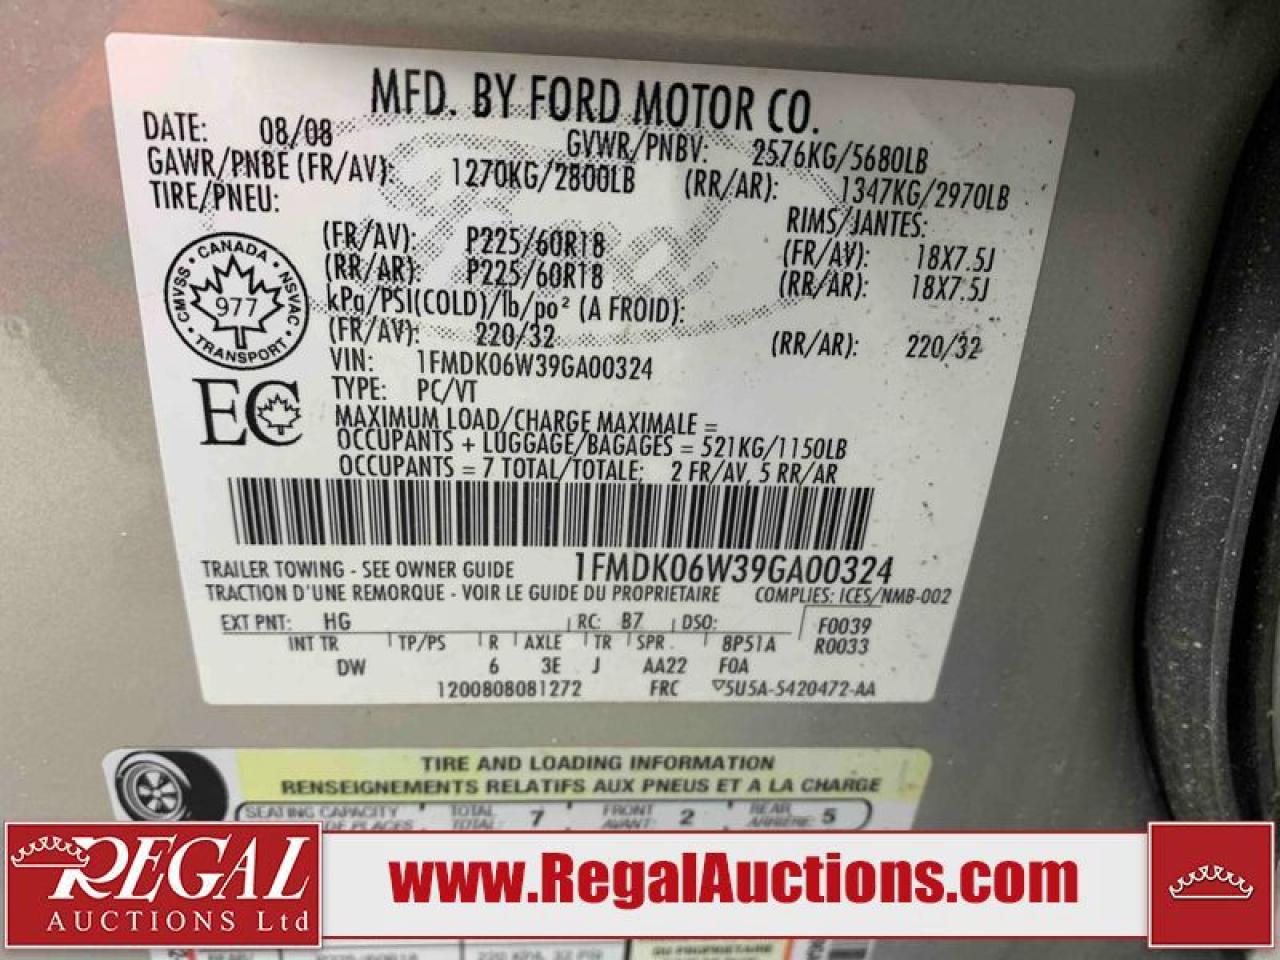 MFD. BY FORD MOTOR CO.
DATE: 08/08 GVWR/PNBV: 2576KG/5680LB
GAWR/PNBE (FR/AV): 1270KG/2800LB (RR/AR): 1347KG/2970LB
TIRE/PNEU: RIMS/JANTES:
(FR/AV): P225/60R18 (FR/AV): 18X7.5J
(RR/AR): P225/60R18 (RR/AR): 18X7.5J
kPa/PSI(COLD)/lb/po² (A FROID):
(FR/AV): 220/32 (RR/AR): 220/32
CANADA
CMVSS NSVAC
977
TRANSPORT
EC
VIN: 1FMDK06W39GA00324
TYPE: PC/VT
MAXIMUM LOAD/CHARGE MAXIMALE =
OCCUPANTS + LUGGAGE/BAGAGES = 521KG/1150LB
OCCUPANTS = 7 TOTAL/TOTALE; 2 FR/AV, 5 RR/AR
TRAILER TOWING - SEE OWNER GUIDE 1FMDK06W39GA00324
TRACTION D'UNE REMORQUE - VOIR LE GUIDE DU PROPRIETAIRE COMPLIES: ICES/NMB-002
EXT PNT: HG RC: B7 DSO: F0039
INT TR TP/PS R AXLE TR SPR 8P51A R0033
DW 6 3E J AA22 F0A
1200808081272 FRC ▽5U5A-5420472-AA
TIRE AND LOADING INFORMATION
RENSEIGNEMENTS RELATIFS AUX PNEUS ET A LA CHARGE
SEATING CAPACITY TOTAL 7 FRONT 2 REAR 5
DE PLACES TOTAL: AVANT: ARRIÈRE:
REGAL
AUCTIONS Ltd
www.RegalAuctions.com